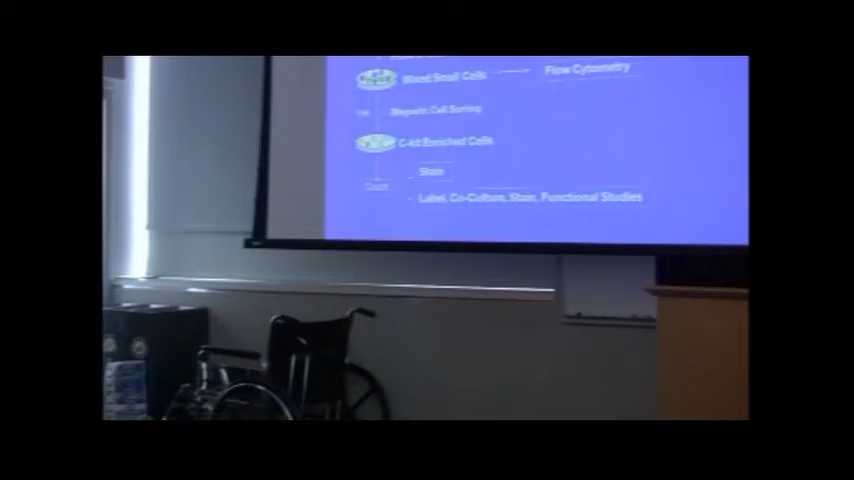 Mixed Small Cells
Flow Cytometry
Magnetic Cell Sorting
C-kit Enriched Cells
Stain
Count
Label, Co-Culture, Stain, Functional Studies